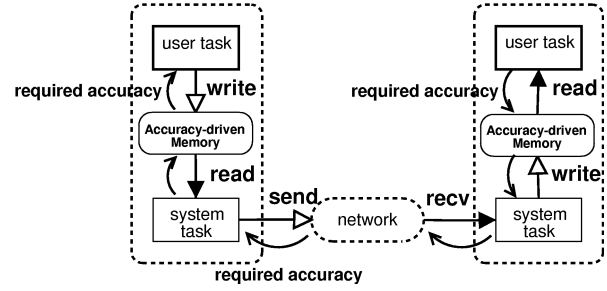 user task
user task
required accuracy
write
required accuracy
read
Accuracy-driven
Memory
Accuracy-driven
Memory
read
write
send
recv
system
task
network
system
task
required accuracy